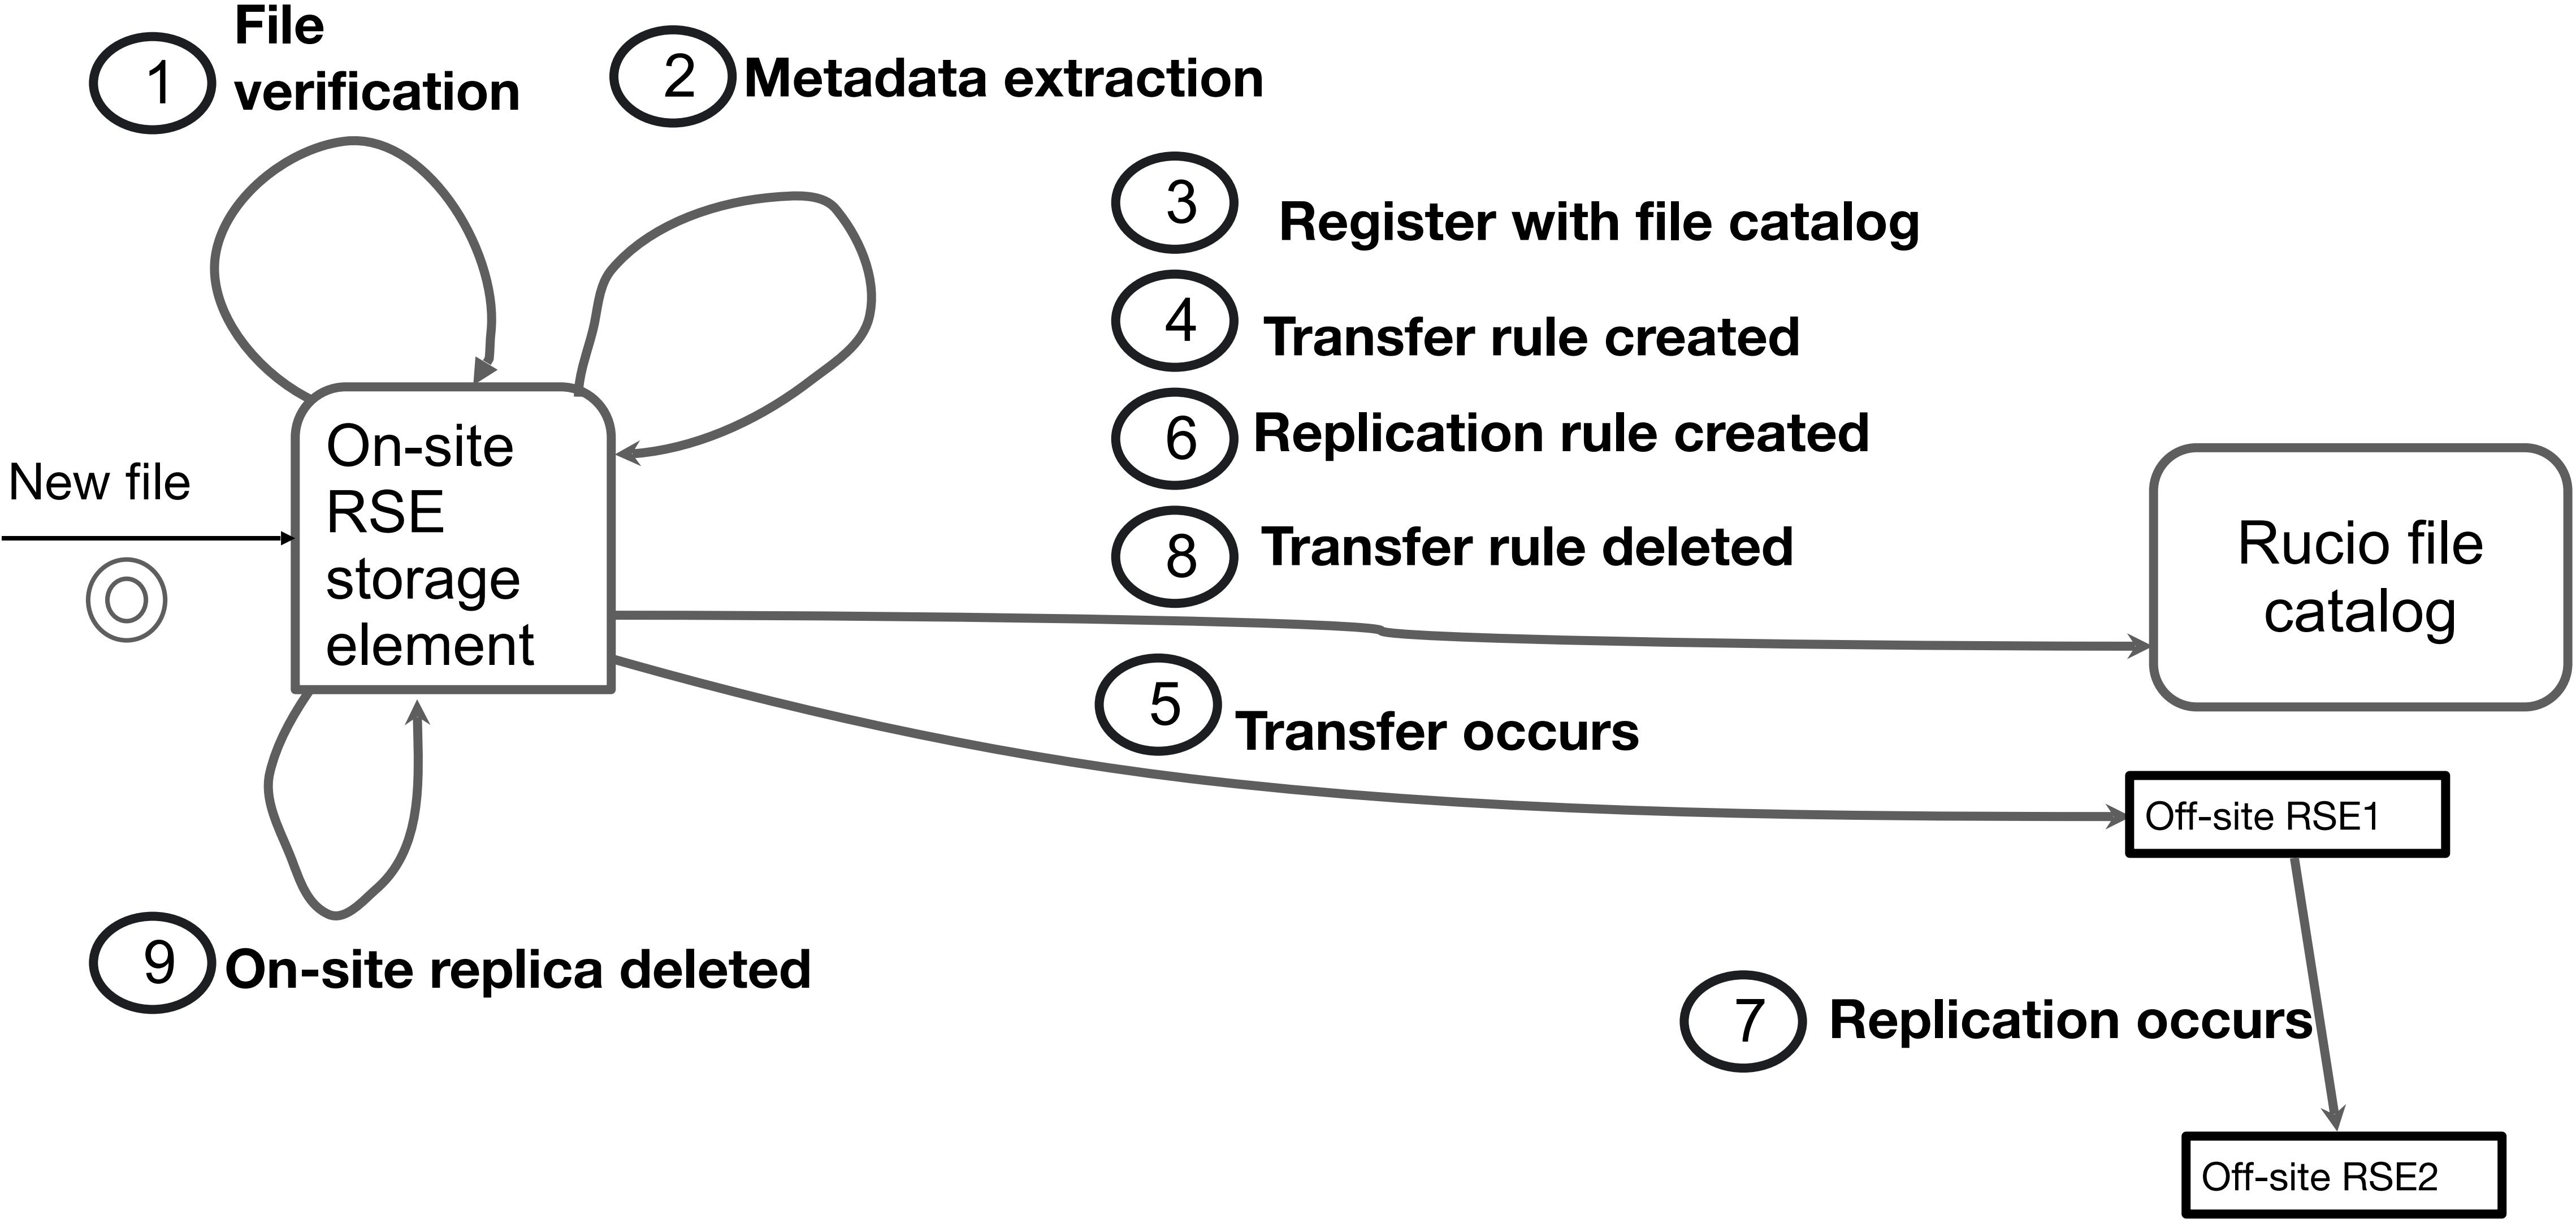 1
File
verification
2
Metadata extraction
3
Register with file catalog
4
Transfer rule created
6
Replication rule created
8
Transfer rule deleted
New file
On-site
RSE
storage
element
Rucio file
catalog
5
Transfer occurs
Off-site RSE1
9
On-site replica deleted
7
Replication occurs
Off-site RSE2